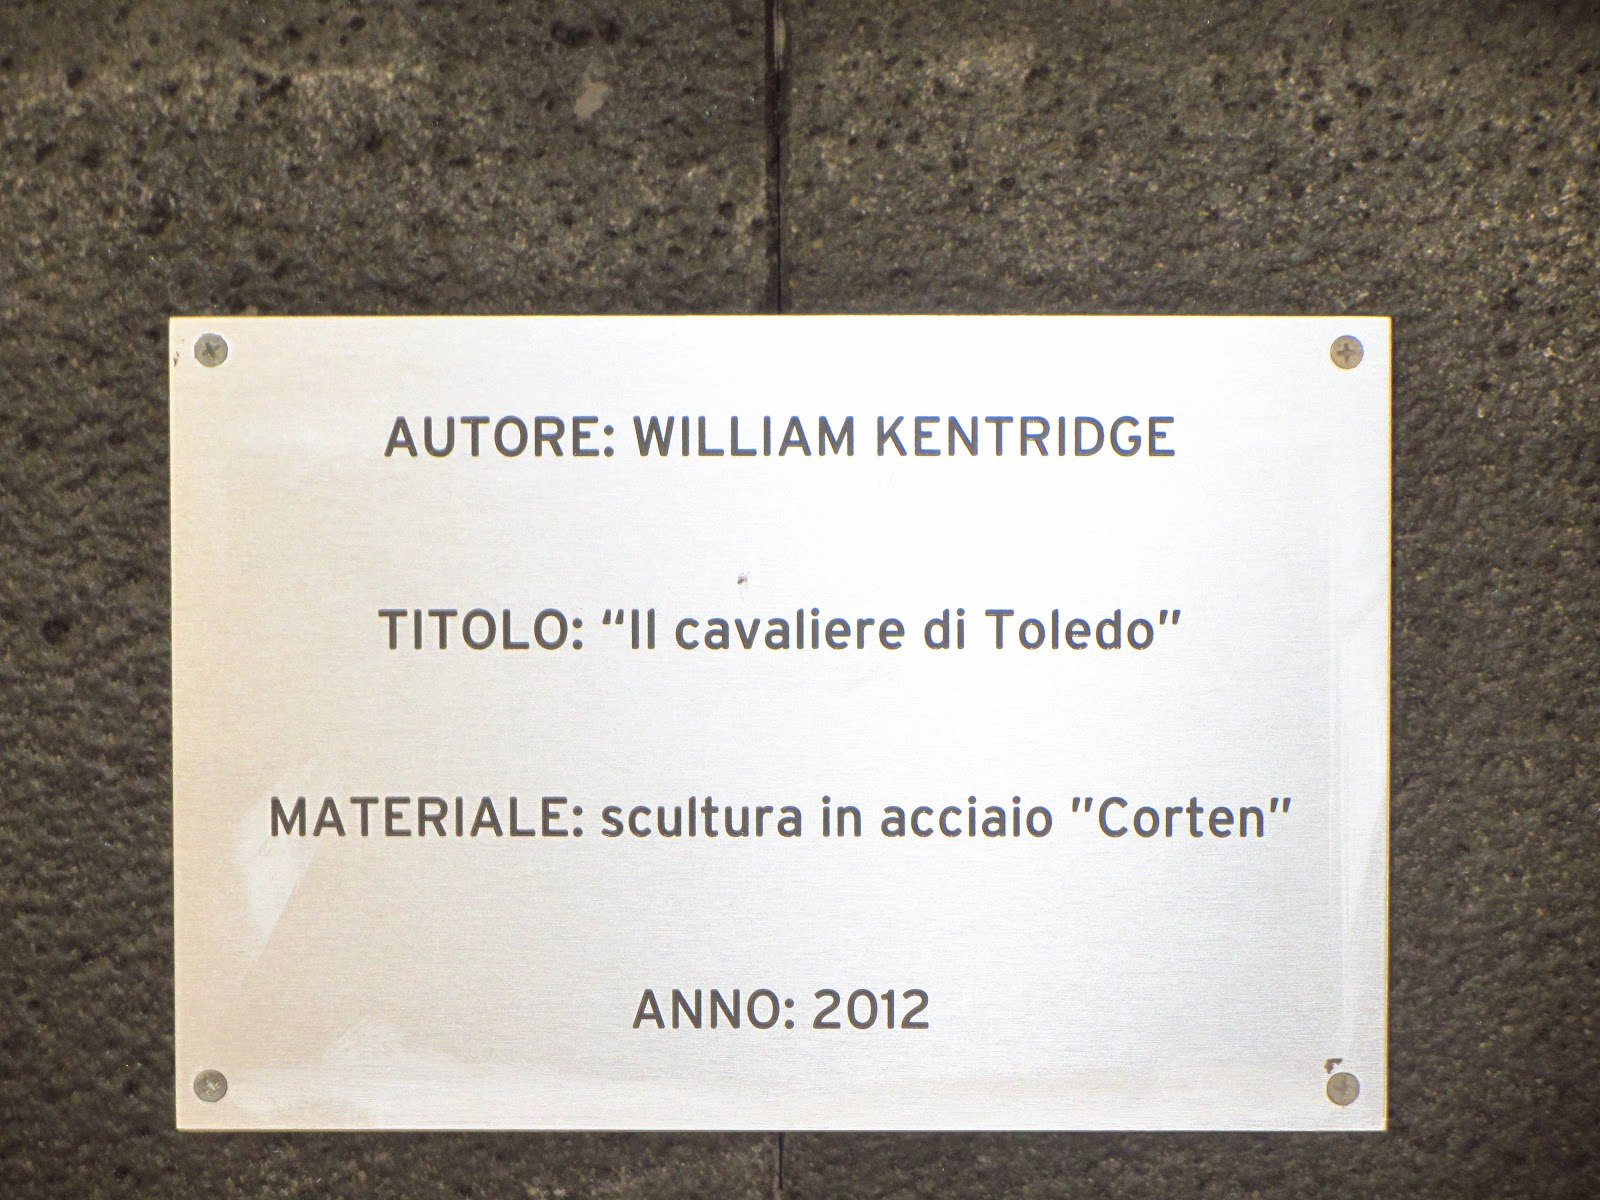 AUTORE: WILLIAM KENTRIDGE
TITOLO: “Il cavaliere di Toledo”
MATERIALE: scultura in acciaio ”Corten”
ANNO: 2012